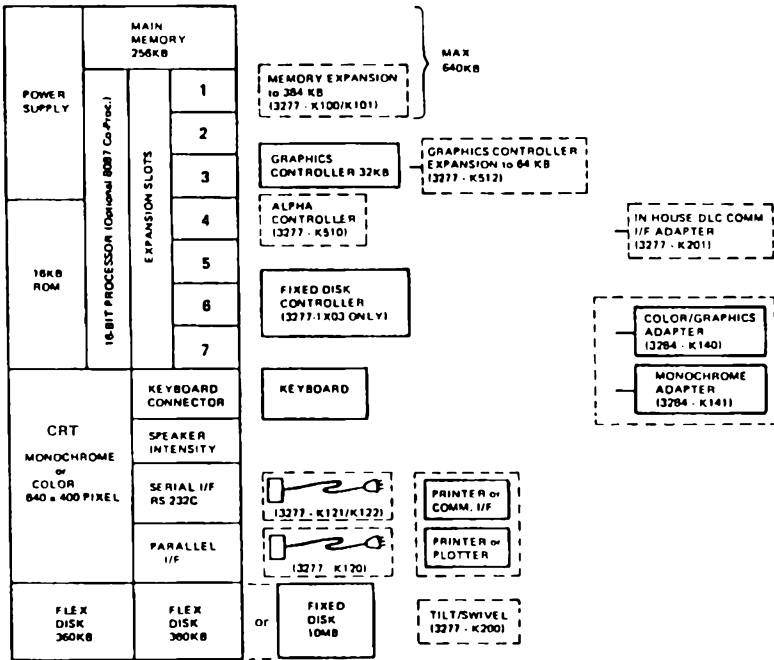 MAIN
MEMORY
256KB
POWER
SUPPLY
16-BIT PROCESSOR (Optional 8087 Co-Proc.)
EXPANSION SLOTS
1
2
3
4
5
6
7
MEMORY EXPANSION
to 384 KB
(3277 - K100/K101)
MAX
640KB
GRAPHICS
CONTROLLER 32KB
GRAPHICS CONTROLLER
EXPANSION to 64 KB
(3277 - K512)
ALPHA
CONTROLLER
(3277 - K510)
IN HOUSE DLC COMM
I/F ADAPTER
(3277 - K201)
16KB
ROM
FIXED DISK
CONTROLLER
(3277-1X03 ONLY)
COLOR/GRAPHICS
ADAPTER
(3284 - K140)
MONOCHROME
ADAPTER
(3284 - K141)
KEYBOARD
CONNECTOR
KEYBOARD
CRT
MONOCHROME
or
COLOR
640 x 400 PIXEL
SPEAKER
INTENSITY
SERIAL I/F
RS 232C
(3277 - K121/K122)
PRINTER or
COMM. I/F
PARALLEL
I/F
(3277 K120)
PRINTER or
PLOTTER
FLEX
DISK
360KB
FLEX
DISK
360KB
or
FIXED
DISK
10MB
TILT/SWIVEL
(3277 - K200)